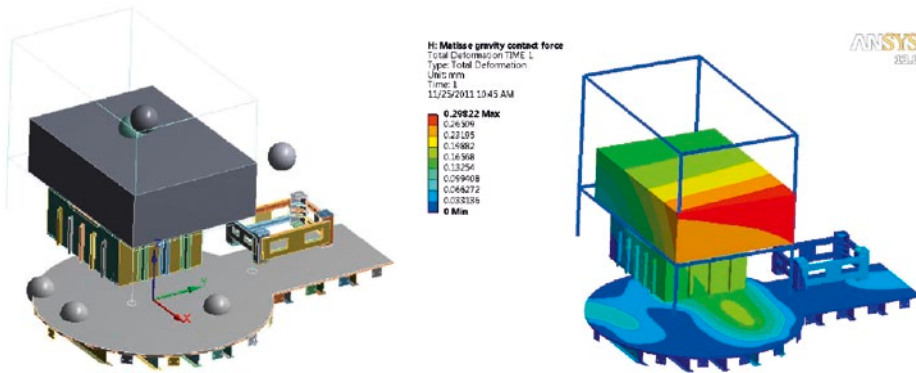 H: Matisse gravity contact force
Total Deformation TIME 1
Type: Total Deformation
Unit: mm
Time: 1
11/25/2011 10:45 AM
0.29822 Max
0.26509
0.23195
0.19882
0.16568
0.13254
0.099408
0.066272
0.033136
0 Min
ANSYS
X
Y